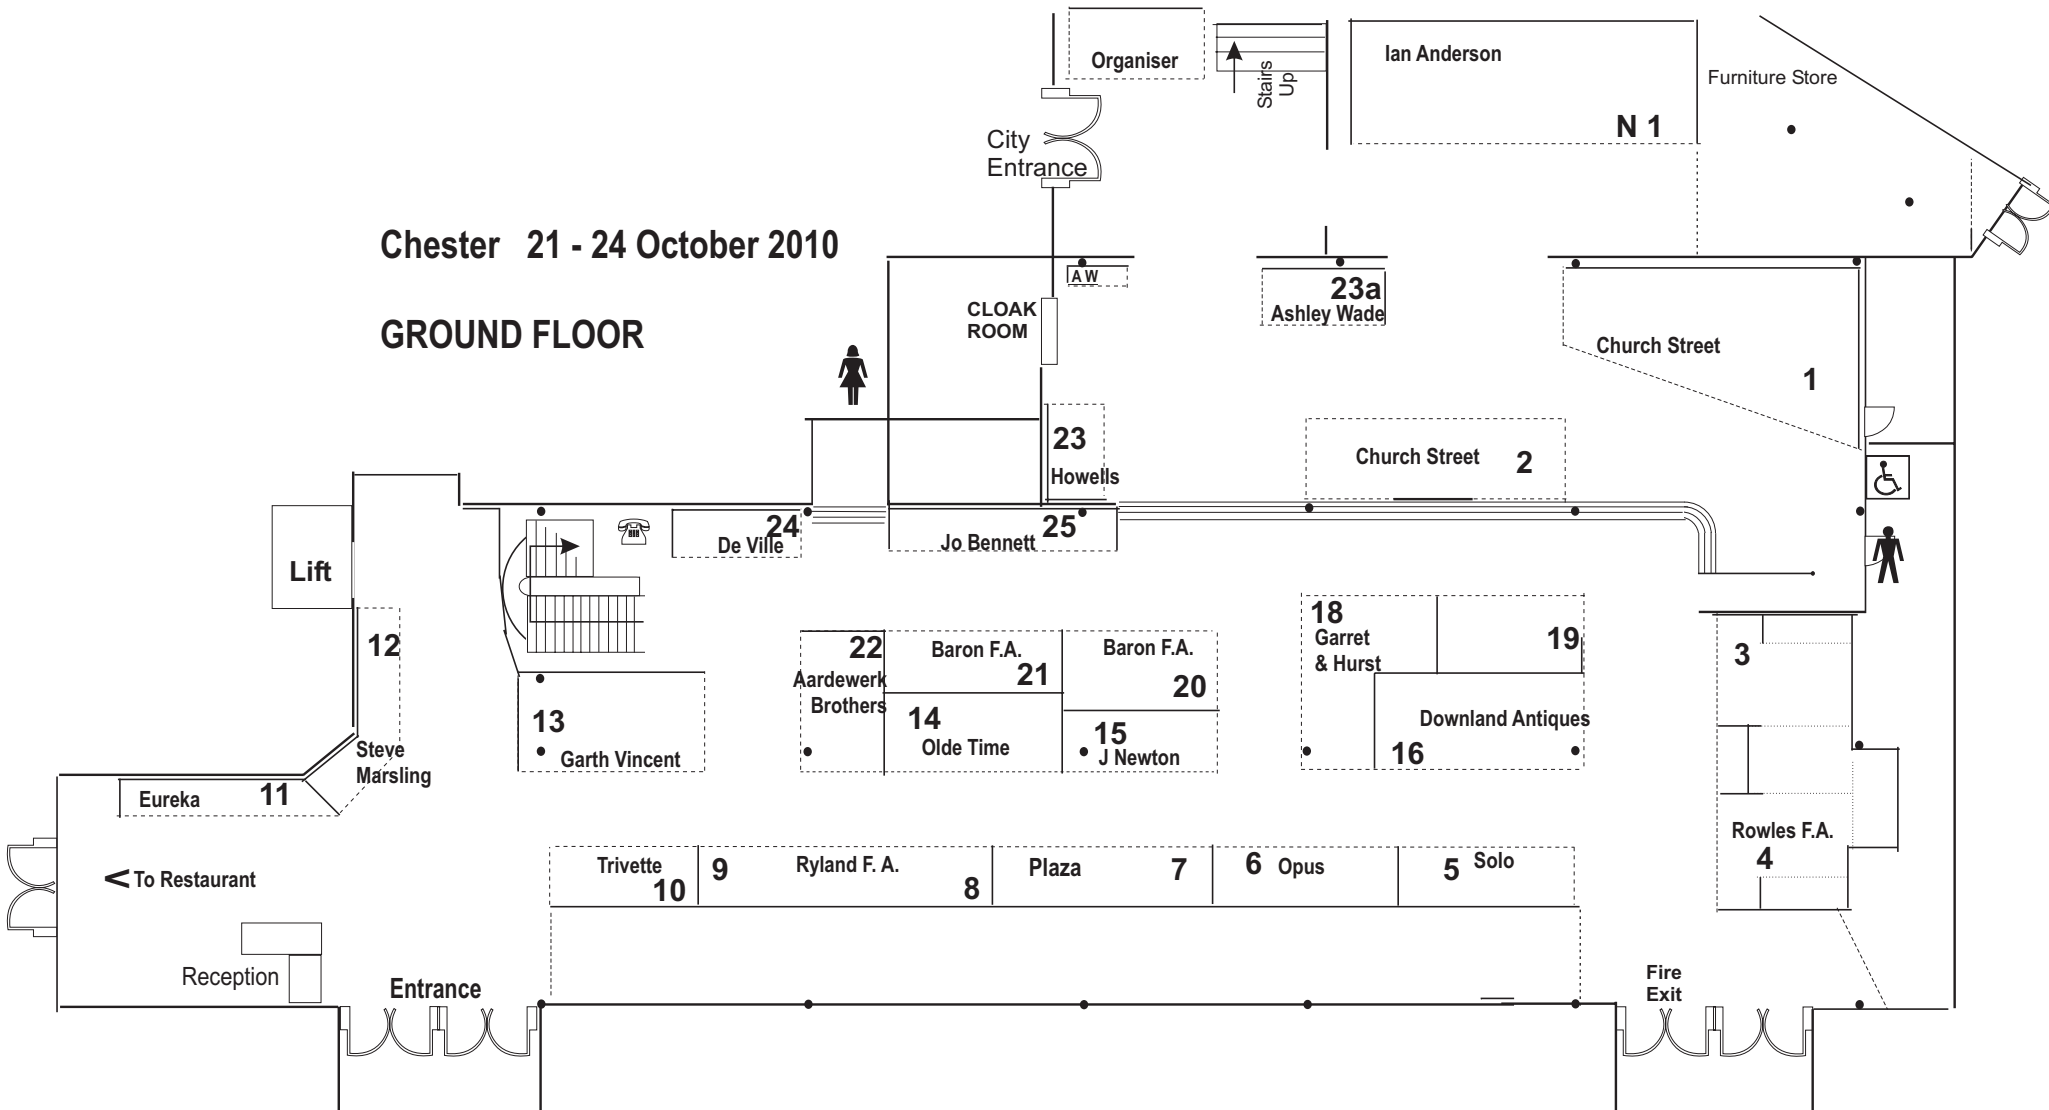 Organiser
Stairs
Up
Ian Anderson
N 1
Furniture Store
City
Entrance
Chester 21 - 24 October 2010
GROUND FLOOR
A W
CLOAK
ROOM
23a
Ashley Wade
Church Street
1
23
Howells
Church Street 2
24
De Ville
25
Jo Bennett
Lift
12
Steve
Marsling
13
Garth Vincent
22
Aardewerk
Brothers
Baron F.A.
21
Baron F.A.
20
14
Olde Time
15
J Newton
18
Garret
& Hurst
19
Downland Antiques
16
3
Rowles F.A.
4
Eureka 11
< To Restaurant
Trivette
10
9 Ryland F. A.
8
Plaza 7
6 Opus
5 Solo
Reception
Entrance
Fire
Exit